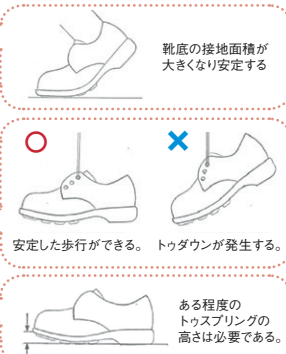 靴底の接地面積が
大きくなり安定する
安定した歩行ができる。
トゥダウンが発生する。
ある程度の
トゥスプリングの
高さは必要である。